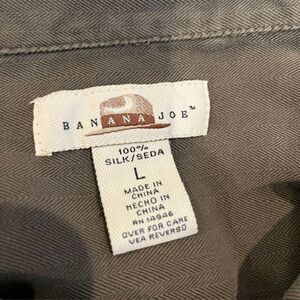 BANANA JOE™
100%
SILK/SEDA
L
MADE IN
CHINA
HECHO IN
CHINA
RN 14946
OVER FOR CARE
VEA REVERSO